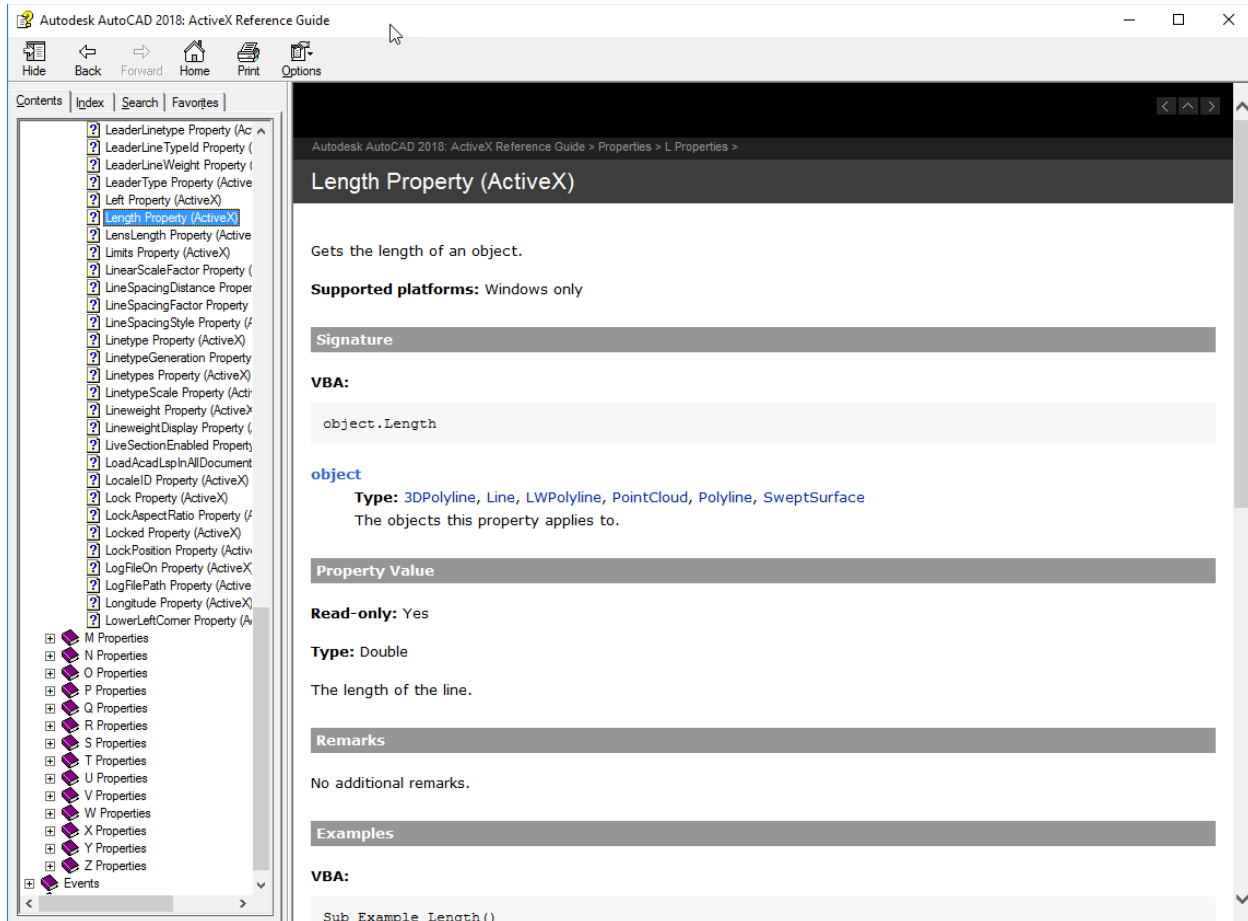 Autodesk AutoCAD 2018: ActiveX Reference Guide
Hide Back Forward Home Print Options
Contents Index Search Favorites
LeaderLinetype Property (Ac
LeaderLineTypeId Property (
LeaderLineWeight Property (
LeaderType Property (Active
Left Property (ActiveX)
Length Property (ActiveX)
LensLength Property (Active
Limits Property (ActiveX)
LinearScaleFactor Property (
LineSpacingDistance Proper
LineSpacingFactor Property
LineSpacingStyle Property (A
Linetype Property (ActiveX)
LinetypeGeneration Property
Linetypes Property (ActiveX)
LinetypeScale Property (Acti
Lineweight Property (ActiveX
LineweightDisplay Property (
LiveSectionEnabled Property
LoadAcadLspInAllDocument
LocaleID Property (ActiveX)
Lock Property (ActiveX)
LockAspectRatio Property (A
Locked Property (ActiveX)
LockPosition Property (Activ
LogFileOn Property (ActiveX)
LogFilePath Property (Active
Longitude Property (ActiveX)
LowerLeftCorner Property (A
M Properties
N Properties
O Properties
P Properties
Q Properties
R Properties
S Properties
T Properties
U Properties
V Properties
W Properties
X Properties
Y Properties
Z Properties
Events
Autodesk AutoCAD 2018: ActiveX Reference Guide > Properties > L Properties >
Length Property (ActiveX)
Gets the length of an object.
Supported platforms: Windows only
Signature
VBA:
object.Length
object
Type: 3DPolyline, Line, LWPolyline, PointCloud, Polyline, SweptSurface
The objects this property applies to.
Property Value
Read-only: Yes
Type: Double
The length of the line.
Remarks
No additional remarks.
Examples
VBA:
Sub Example_Length()